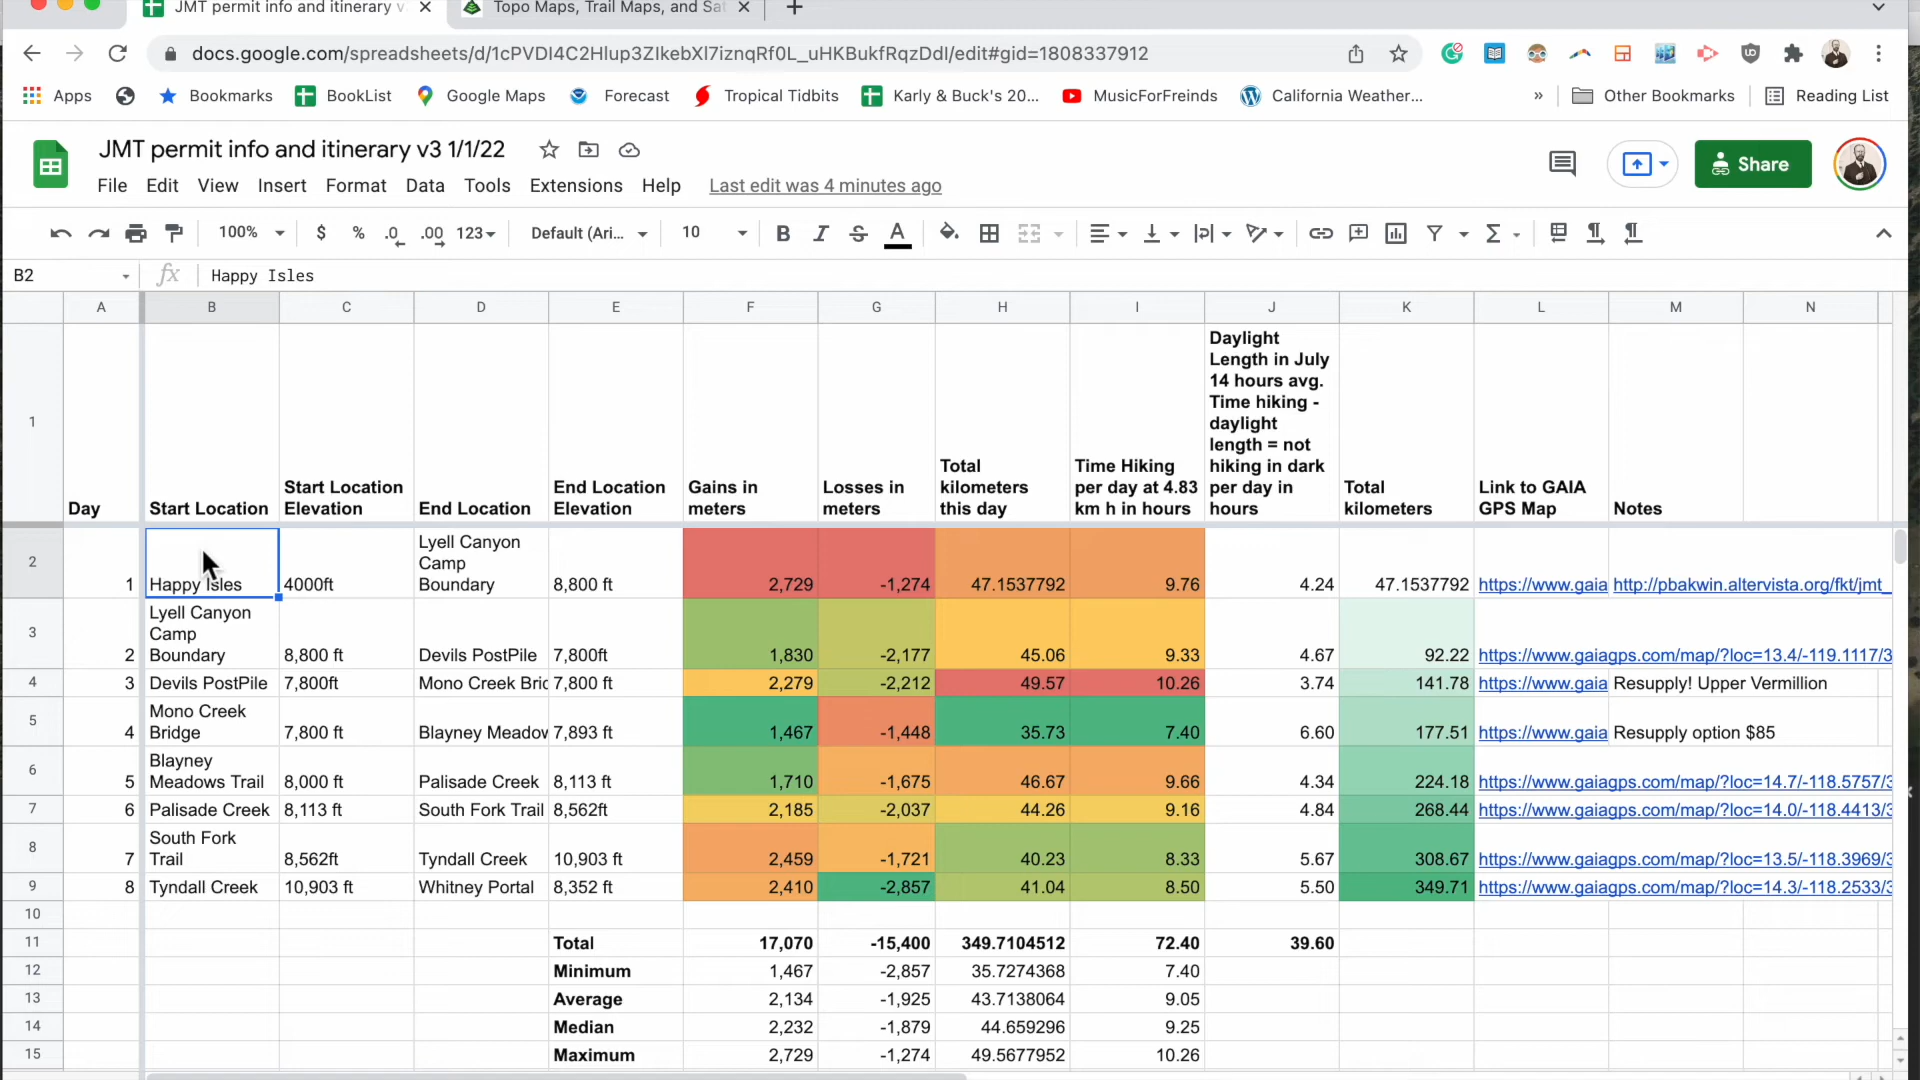 JMT permit info and itinerary v
Topo Maps, Trail Maps, and Sat
docs.google.com/spreadsheets/d/1cPVDI4C2Hlup3ZIkebXl7iznqRf0L_uHKBukfRqzDdI/edit#gid=1808337912
Apps Bookmarks BookList Google Maps Forecast Tropical Tidbits Karly & Buck's 20... MusicForFreinds California Weather... » Other Bookmarks Reading List
JMT permit info and itinerary v3 1/1/22
Share
File Edit View Insert Format Data Tools Extensions Help Last edit was 4 minutes ago
100% $ % .0 .00 123 Default (Ari... 10 B I S A
B2 fx Happy Isles
A B C D E F G H I J K L M N
1
Day
Start Location
Start Location
Elevation
End Location
End Location
Elevation
Gains in
meters
Losses in
meters
Total
kilometers
this day
Time Hiking
per day at 4.83
km h in hours
Daylight
Length in July
14 hours avg.
Time hiking -
daylight
length = not
hiking in dark
per day in
hours
Total
kilometers
Link to GAIA
GPS Map
Notes
2
1 Happy Isles 4000ft
Lyell Canyon
Camp
Boundary
8,800 ft 2,729 -1,274 47.1537792 9.76 4.24 47.1537792 https://www.gaia http://pbakwin.altervista.org/fkt/jmt_
3
2
Lyell Canyon
Camp
Boundary
8,800 ft Devils PostPile 7,800ft 1,830 -2,177 45.06 9.33 4.67 92.22 https://www.gaiagps.com/map/?loc=13.4/-119.1117/3
4 3 Devils PostPile 7,800ft Mono Creek Bric 7,800 ft 2,279 -2,212 49.57 10.26 3.74 141.78 https://www.gaia Resupply! Upper Vermillion
5
4
Mono Creek
Bridge
7,800 ft Blayney Meadow 7,893 ft 1,467 -1,448 35.73 7.40 6.60 177.51 https://www.gaia Resupply option $85
6
5
Blayney
Meadows Trail
8,000 ft Palisade Creek 8,113 ft 1,710 -1,675 46.67 9.66 4.34 224.18 https://www.gaiagps.com/map/?loc=14.7/-118.5757/3
7 6 Palisade Creek 8,113 ft South Fork Trail 8,562ft 2,185 -2,037 44.26 9.16 4.84 268.44 https://www.gaiagps.com/map/?loc=14.0/-118.4413/3
8
7
South Fork
Trail
8,562ft Tyndall Creek 10,903 ft 2,459 -1,721 40.23 8.33 5.67 308.67 https://www.gaiagps.com/map/?loc=13.5/-118.3969/3
9 8 Tyndall Creek 10,903 ft Whitney Portal 8,352 ft 2,410 -2,857 41.04 8.50 5.50 349.71 https://www.gaiagps.com/map/?loc=14.3/-118.2533/3
10
11 Total 17,070 -15,400 349.7104512 72.40 39.60
12 Minimum 1,467 -2,857 35.7274368 7.40
13 Average 2,134 -1,925 43.7138064 9.05
14 Median 2,232 -1,879 44.659296 9.25
15 Maximum 2,729 -1,274 49.5677952 10.26